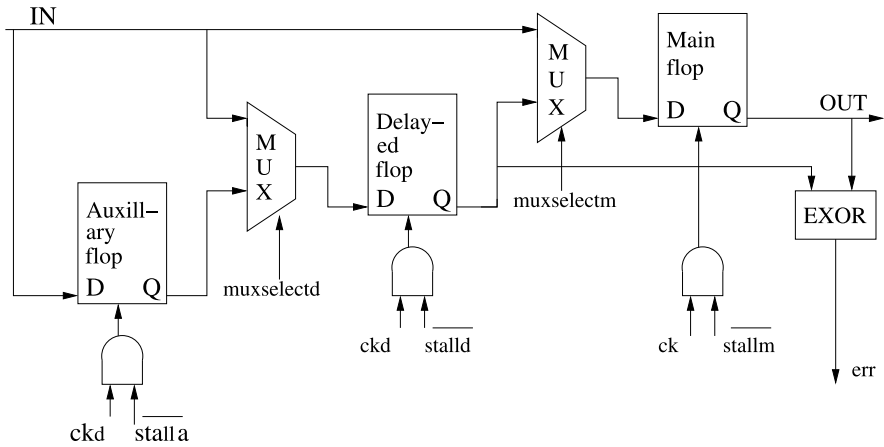 IN
M
U
X
Main
flop
D Q
OUT
M
U
X
Delay-
ed
flop
D Q
muxselectm
EXOR
Auxill-
ary
flop
D Q
muxselectd
ckd stalld
ck stallm
err
ckd stalla